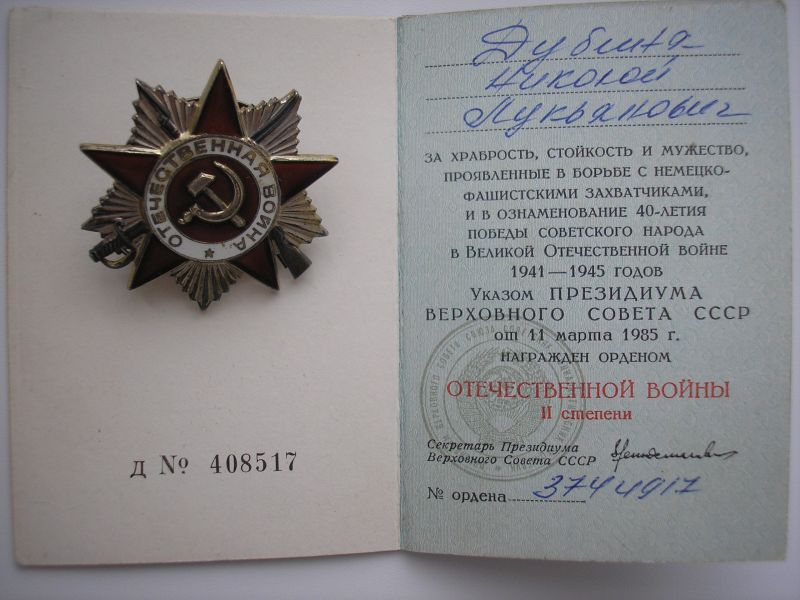 ОТЕЧЕСТВЕННАЯ ВОЙНА
Д № 408517
Дубина
Николай
Лукьянович
ЗА ХРАБРОСТЬ, СТОЙКОСТЬ И МУЖЕСТВО,
ПРОЯВЛЕННЫЕ В БОРЬБЕ С НЕМЕЦКО-
ФАШИСТСКИМИ ЗАХВАТЧИКАМИ,
И В ОЗНАМЕНОВАНИЕ 40-ЛЕТИЯ
ПОБЕДЫ СОВЕТСКОГО НАРОДА
В ВЕЛИКОЙ ОТЕЧЕСТВЕННОЙ ВОЙНЕ
1941—1945 ГОДОВ
УКАЗОМ ПРЕЗИДИУМА
ВЕРХОВНОГО СОВЕТА СССР
от 11 марта 1985 г.
НАГРАЖДЕН ОРДЕНОМ
ОТЕЧЕСТВЕННОЙ ВОЙНЫ
II степени
Секретарь Президиума
Верховного Совета СССР
№ ордена 3744917